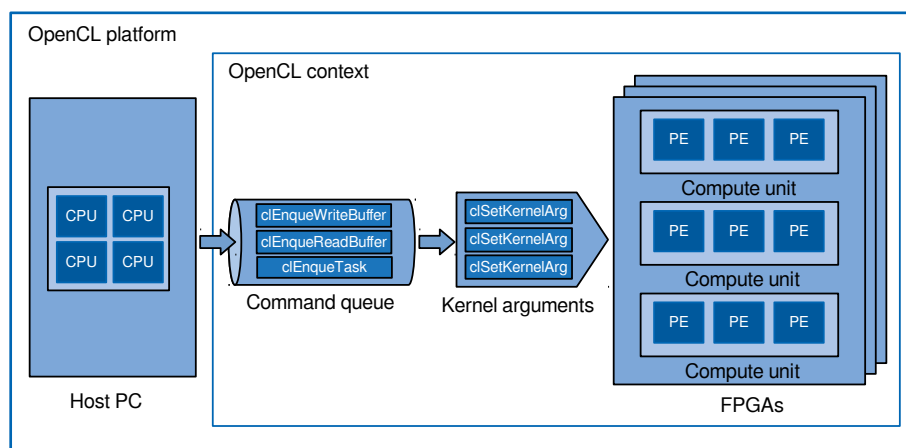 OpenCL platform
OpenCL context
CPU CPU
CPU CPU
Host PC
clEnqueWriteBuffer
clEnqueReadBuffer
clEnqueTask
Command queue
clSetKernelArg
clSetKernelArg
clSetKernelArg
Kernel arguments
PE PE PE
Compute unit
PE PE PE
Compute unit
PE PE PE
Compute unit
FPGAs